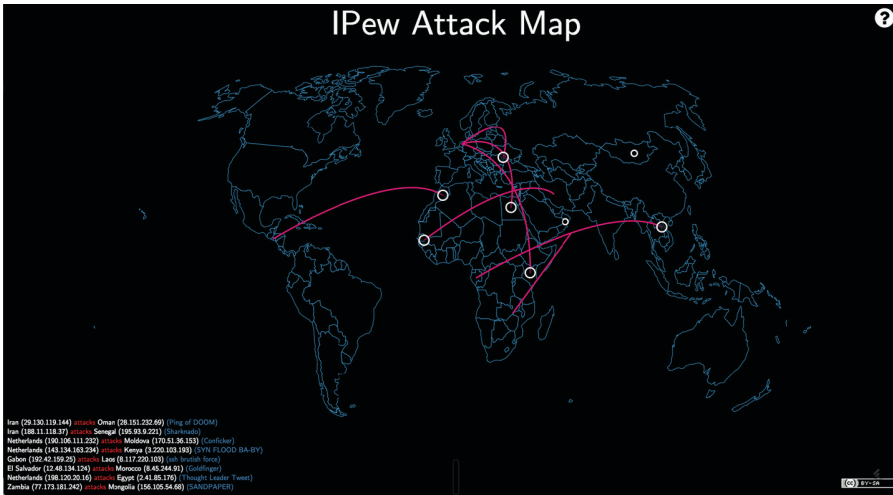 IPew Attack Map
?
Iran (29.130.119.144) attacks Oman (28.151.232.69) (Ping of DOOM)
Iran (188.11.118.37) attacks Senegal (195.93.9.221) (Sharknado)
Netherlands (190.106.111.232) attacks Moldova (170.51.36.153) (Conficker)
Netherlands (143.134.163.234) attacks Kenya (3.220.103.193) (SYN FLOOD BA-BY)
Gabon (192.42.159.25) attacks Laos (8.117.220.103) (ssh brutish force)
El Salvador (12.48.134.124) attacks Morocco (8.45.244.91) (Goldfinger)
Netherlands (198.120.20.16) attacks Egypt (2.41.85.176) (Thought Leader Tweet)
Zambia (77.173.181.242) attacks Mongolia (156.105.54.68) (SANDPAPER)
(cc) BY-SA